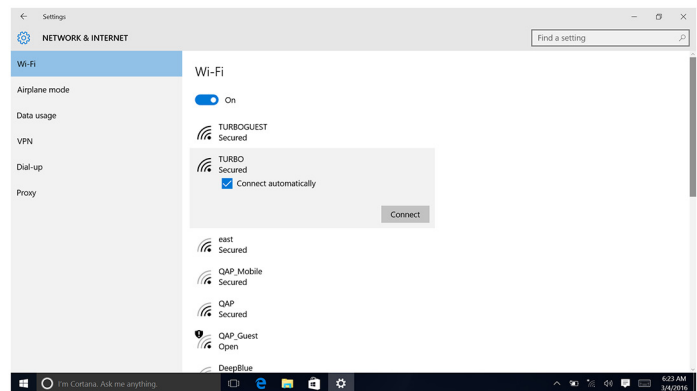 Settings
NETWORK & INTERNET
Find a setting
Wi-Fi
Airplane mode
Data usage
VPN
Dial-up
Proxy
Wi-Fi
On
TURBOGUEST
Secured
TURBO
Secured
Connect automatically
Connect
east
Secured
QAP_Mobile
Secured
QAP
Secured
QAP_Guest
Open
DeepBlue
I'm Cortana. Ask me anything.
6:23 AM
3/4/2016